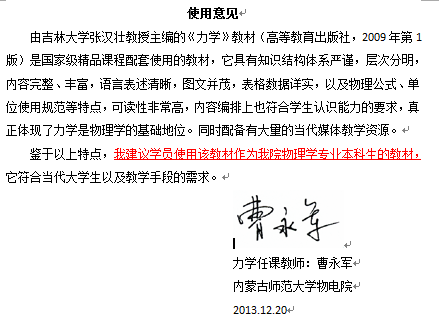 使用意见
由吉林大学张汉壮教授主编的《力学》教材（高等教育出版社，2009年第1
版）是国家级精品课程配套使用的教材，它具有知识结构体系严谨，层次分明，
内容完整、丰富，语言表述清晰，图文并茂，表格数据详实，以及物理公式、单
位使用规范等特点，可读性非常高，内容编排上也符合学生认识能力的要求，真
正体现了力学是物理学的基础地位。同时配备有大量的当代媒体教学资源。
鉴于以上特点，我建议学员使用该教材作为我院物理学专业本科生的教材，
它符合当代大学生以及教学手段的需求。
曹永军
力学任课教师：曹永军
内蒙古师范大学物电院
2013.12.20